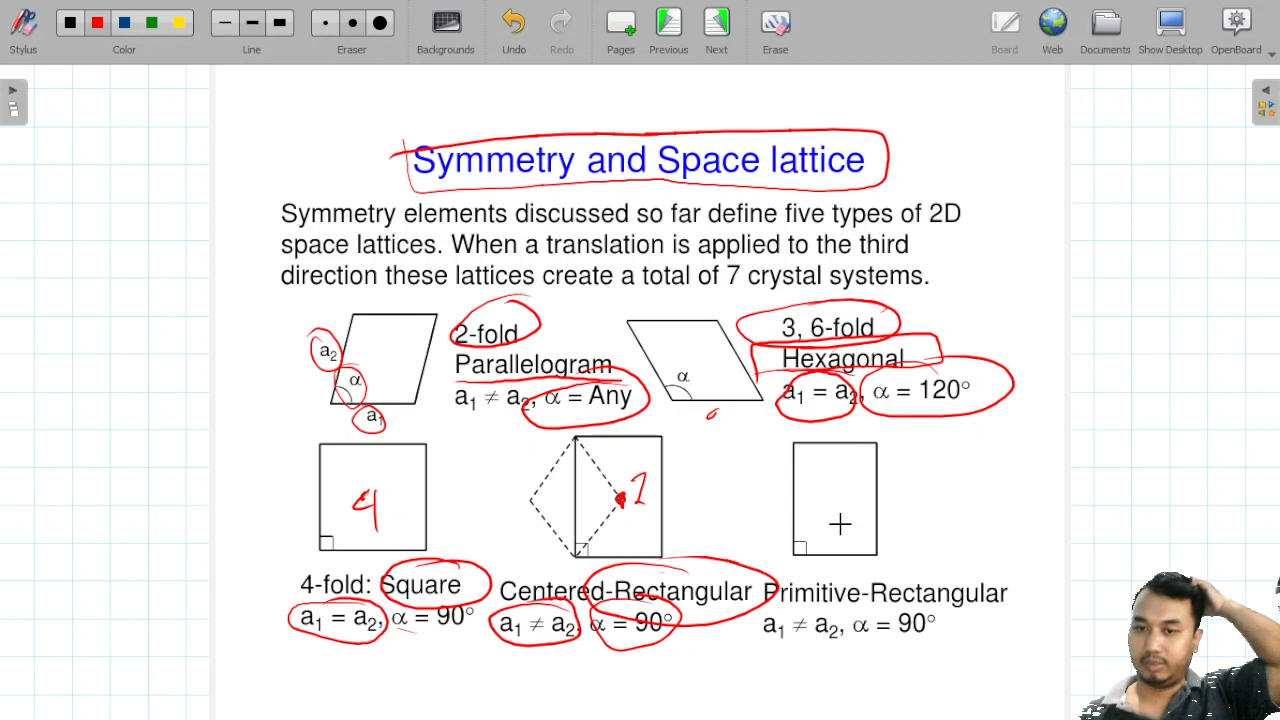 Stylus
Color
Line
Eraser
Backgrounds
Undo
Redo
Pages
Previous
Next
Erase
Board
Web
Documents
Show Desktop
OpenBoard
Symmetry and Space lattice
Symmetry elements discussed so far define five types of 2D
space lattices. When a translation is applied to the third
direction these lattices create a total of 7 crystal systems.
a₂
α
a₁
2-fold
Parallelogram
a₁ ≠ a₂, α = Any
α
3, 6-fold
Hexagonal
a₁ = a₂, α = 120°
4
4-fold: Square
a₁ = a₂, α = 90°
Centered-Rectangular
a₁ ≠ a₂, α = 90°
Primitive-Rectangular
a₁ ≠ a₂, α = 90°